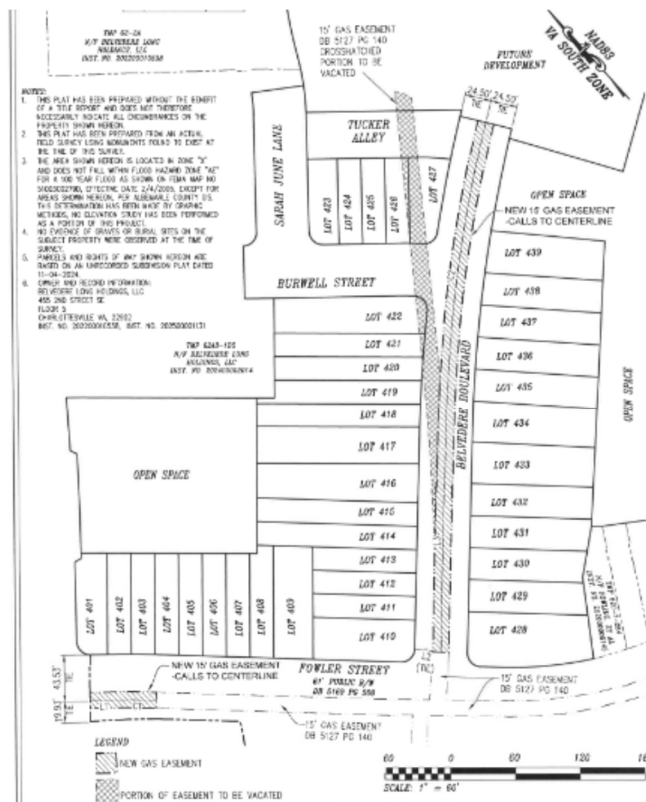 TMP 62-2A
N/F BELVEDERE LONG
HOLDINGS, LLC
15' GAS EASEMENT
DB 5127 PG 140
CROSSHATCHED
PORTION TO BE
VACATED
FUTURE
DEVELOPMENT
NAD83
VA SOUTH ZONE
24.50'
24.50'
TIE
TIE
NOTES:
1. THIS PLAT HAS BEEN PREPARED WITHOUT THE BENEFIT
OF A TITLE REPORT AND DOES NOT THEREFORE
NECESSARILY INDICATE ALL ENCUMBRANCES ON THE
PROPERTY SHOWN HEREON.
2. THIS PLAT HAS BEEN PREPARED FROM AN ACTUAL
FIELD SURVEY USING MONUMENTS FOUND TO EXIST AT
THE TIME OF THIS SURVEY.
3. THE AREA SHOWN HEREON IS LOCATED IN ZONE "X"
AND DOES NOT FALL WITHIN FLOOD HAZARD ZONE "AE"
FOR A 100 YEAR FLOOD AS SHOWN ON FEMA MAP NO
EFFECTIVE DATE 2/4/2005, EXCEPT FOR
AREAS SHOWN HEREON, PER ALBEMARLE COUNTY GIS.
THIS DETERMINATION HAS BEEN MADE BY GRAPHIC
METHODS, NO ELEVATION STUDY HAS BEEN PERFORMED
AS A PORTION OF THIS PROJECT.
4. NO EVIDENCE OF GRAVES OR BURIAL SITES ON THE
SUBJECT PROPERTY WERE OBSERVED AT THE TIME OF
SURVEY.
5. PARCELS AND RIGHTS OF WAY SHOWN HEREON ARE
BASED ON AN UNRECORDED SUBDIVISION PLAT DATED
11-04-2024.
6. OWNER AND RECORD INFORMATION:
BELVEDERE LONG HOLDINGS, LLC
455 2ND STREET SE
FLOOR 5
CHARLOTTESVILLE VA, 22902
SARAH JUNE LANE
TUCKER
ALLEY
LOT 423
LOT 424
LOT 425
LOT 426
LOT 427
OPEN SPACE
NEW 15' GAS EASEMENT
-CALLS TO CENTERLINE
BURWELL STREET
LOT 439
LOT 438
LOT 437
LOT 436
LOT 435
LOT 434
LOT 433
LOT 432
LOT 431
LOT 430
LOT 429
LOT 428
OPEN SPACE
BELVEDERE BOULEVARD
LOT 422
LOT 421
LOT 420
LOT 419
LOT 418
LOT 417
LOT 416
LOT 415
LOT 414
LOT 413
LOT 412
LOT 411
LOT 410
N/F BELVEDERE LONG
HOLDINGS, LLC
OPEN SPACE
LOT 401
LOT 402
LOT 403
LOT 404
LOT 405
LOT 406
LOT 407
LOT 408
LOT 409
FOWLER STREET
61' PUBLIC R/W
DB 5169 PG 558
43.53'
TIE
19.93'
TIE
NEW 15' GAS EASEMENT
-CALLS TO CENTERLINE
15' GAS EASEMENT
DB 5127 PG 140
15' GAS EASEMENT
DB 5127 PG 140
LEGEND
NEW GAS EASEMENT
PORTION OF EASEMENT TO BE VACATED
60 0 60 120
SCALE: 1" = 60'